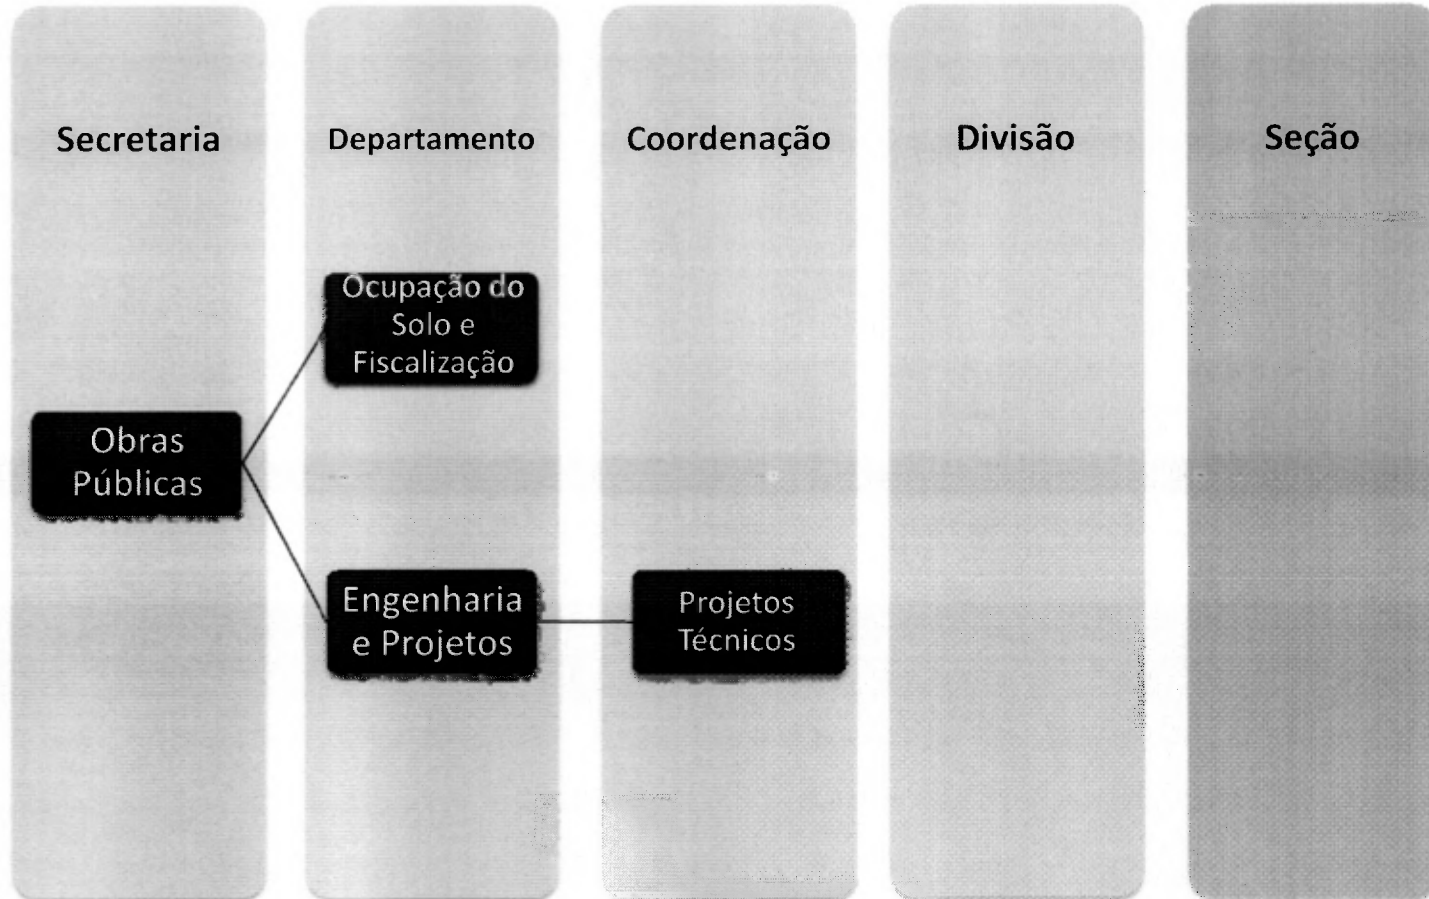 Secretaria
Departamento
Coordenação
Divisão
Seção
Ocupação do
Solo e
Fiscalização
Obras
Públicas
Engenharia
e Projetos
Projetos
Técnicos